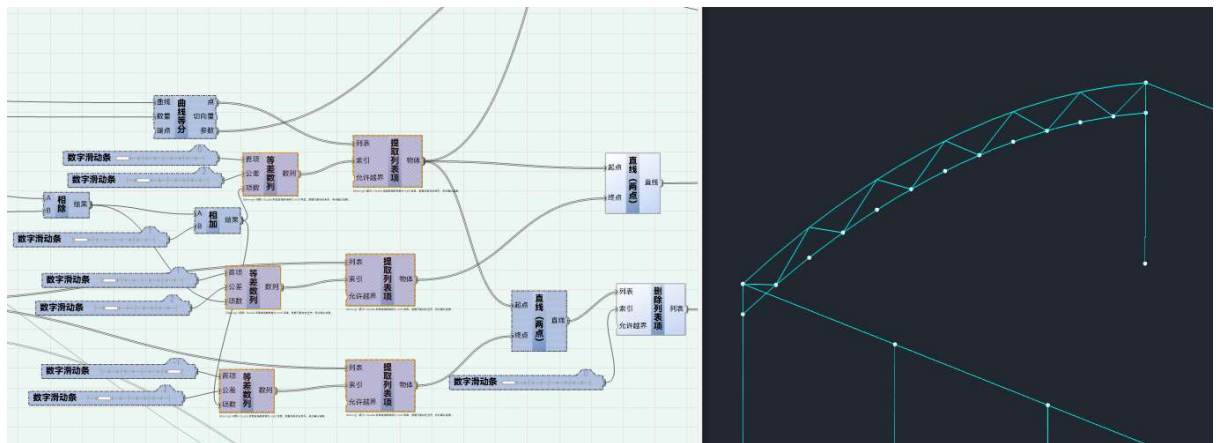 曲线 点
数量 曲线等分 切向量
端点 参数
数字滑动条
数字滑动条
首项
公差 等差数列 数列
项数
列表
索引 提取列表项 物体
允许越界
起点 直线（两点） 直线
终点
A 相除 结果
B
A 相加 结果
B
数字滑动条
数字滑动条
数字滑动条
首项
公差 等差数列 数列
项数
列表
索引 提取列表项 物体
允许越界
起点 直线（两点） 直线
终点
列表
索引 删除列表项 列表
允许越界
数字滑动条
数字滑动条
首项
公差 等差数列 数列
项数
列表
索引 提取列表项 物体
允许越界
数字滑动条